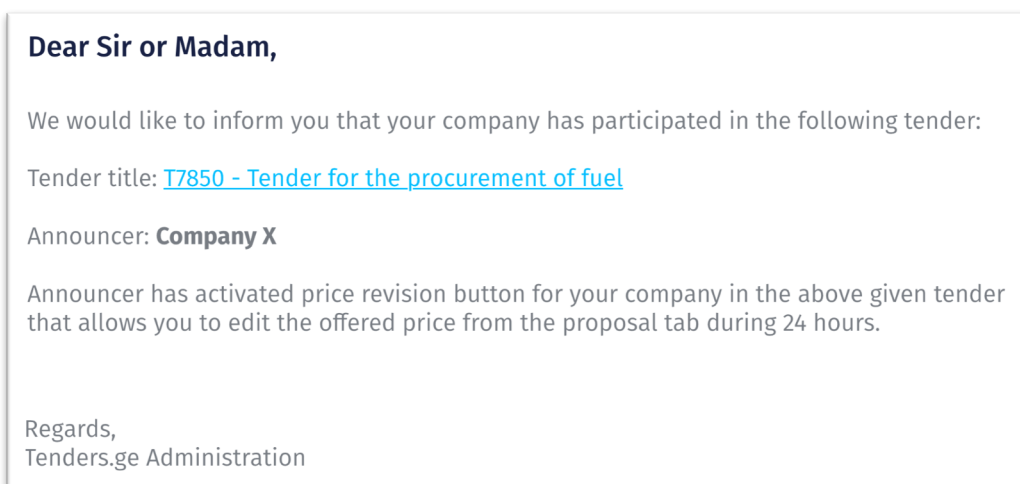 Dear Sir or Madam,
We would like to inform you that your company has participated in the following tender:
Tender title: T7850 - Tender for the procurement of fuel
Announcer: Company X
Announcer has activated price revision button for your company in the above given tender
that allows you to edit the offered price from the proposal tab during 24 hours.
Regards,
Tenders.ge Administration